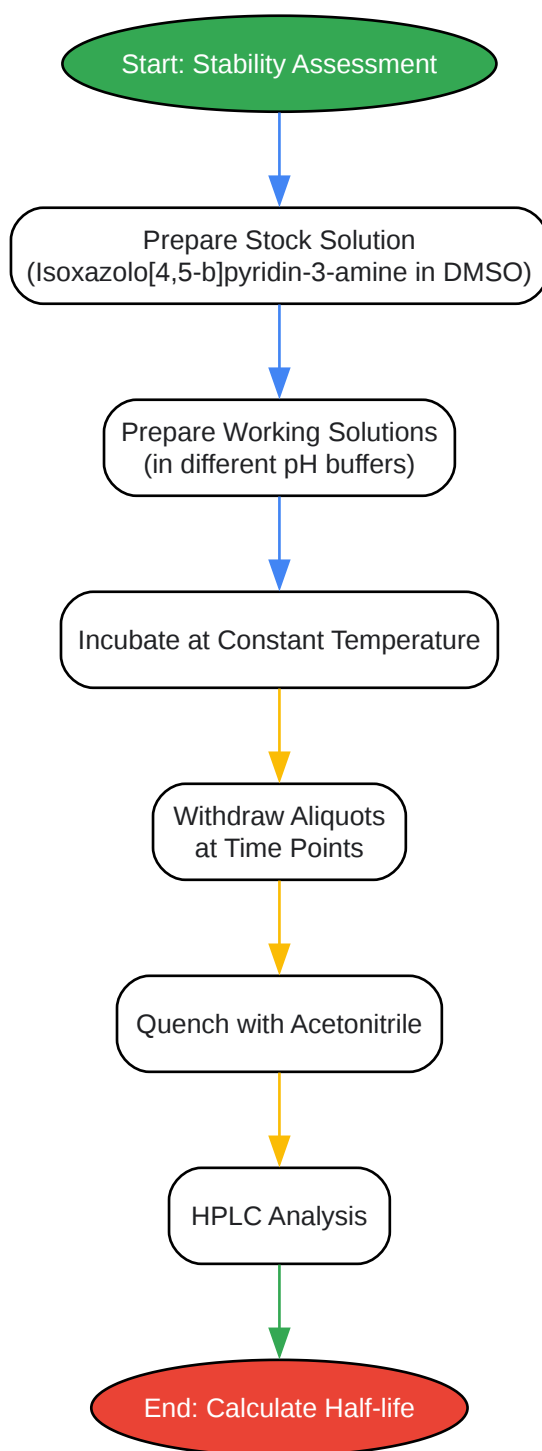 Start: Stability Assessment
Prepare Stock Solution
(Isoxazolo[4,5-b]pyridin-3-amine in DMSO)
Prepare Working Solutions
(in different pH buffers)
Incubate at Constant Temperature
Withdraw Aliquots
at Time Points
Quench with Acetonitrile
HPLC Analysis
End: Calculate Half-life